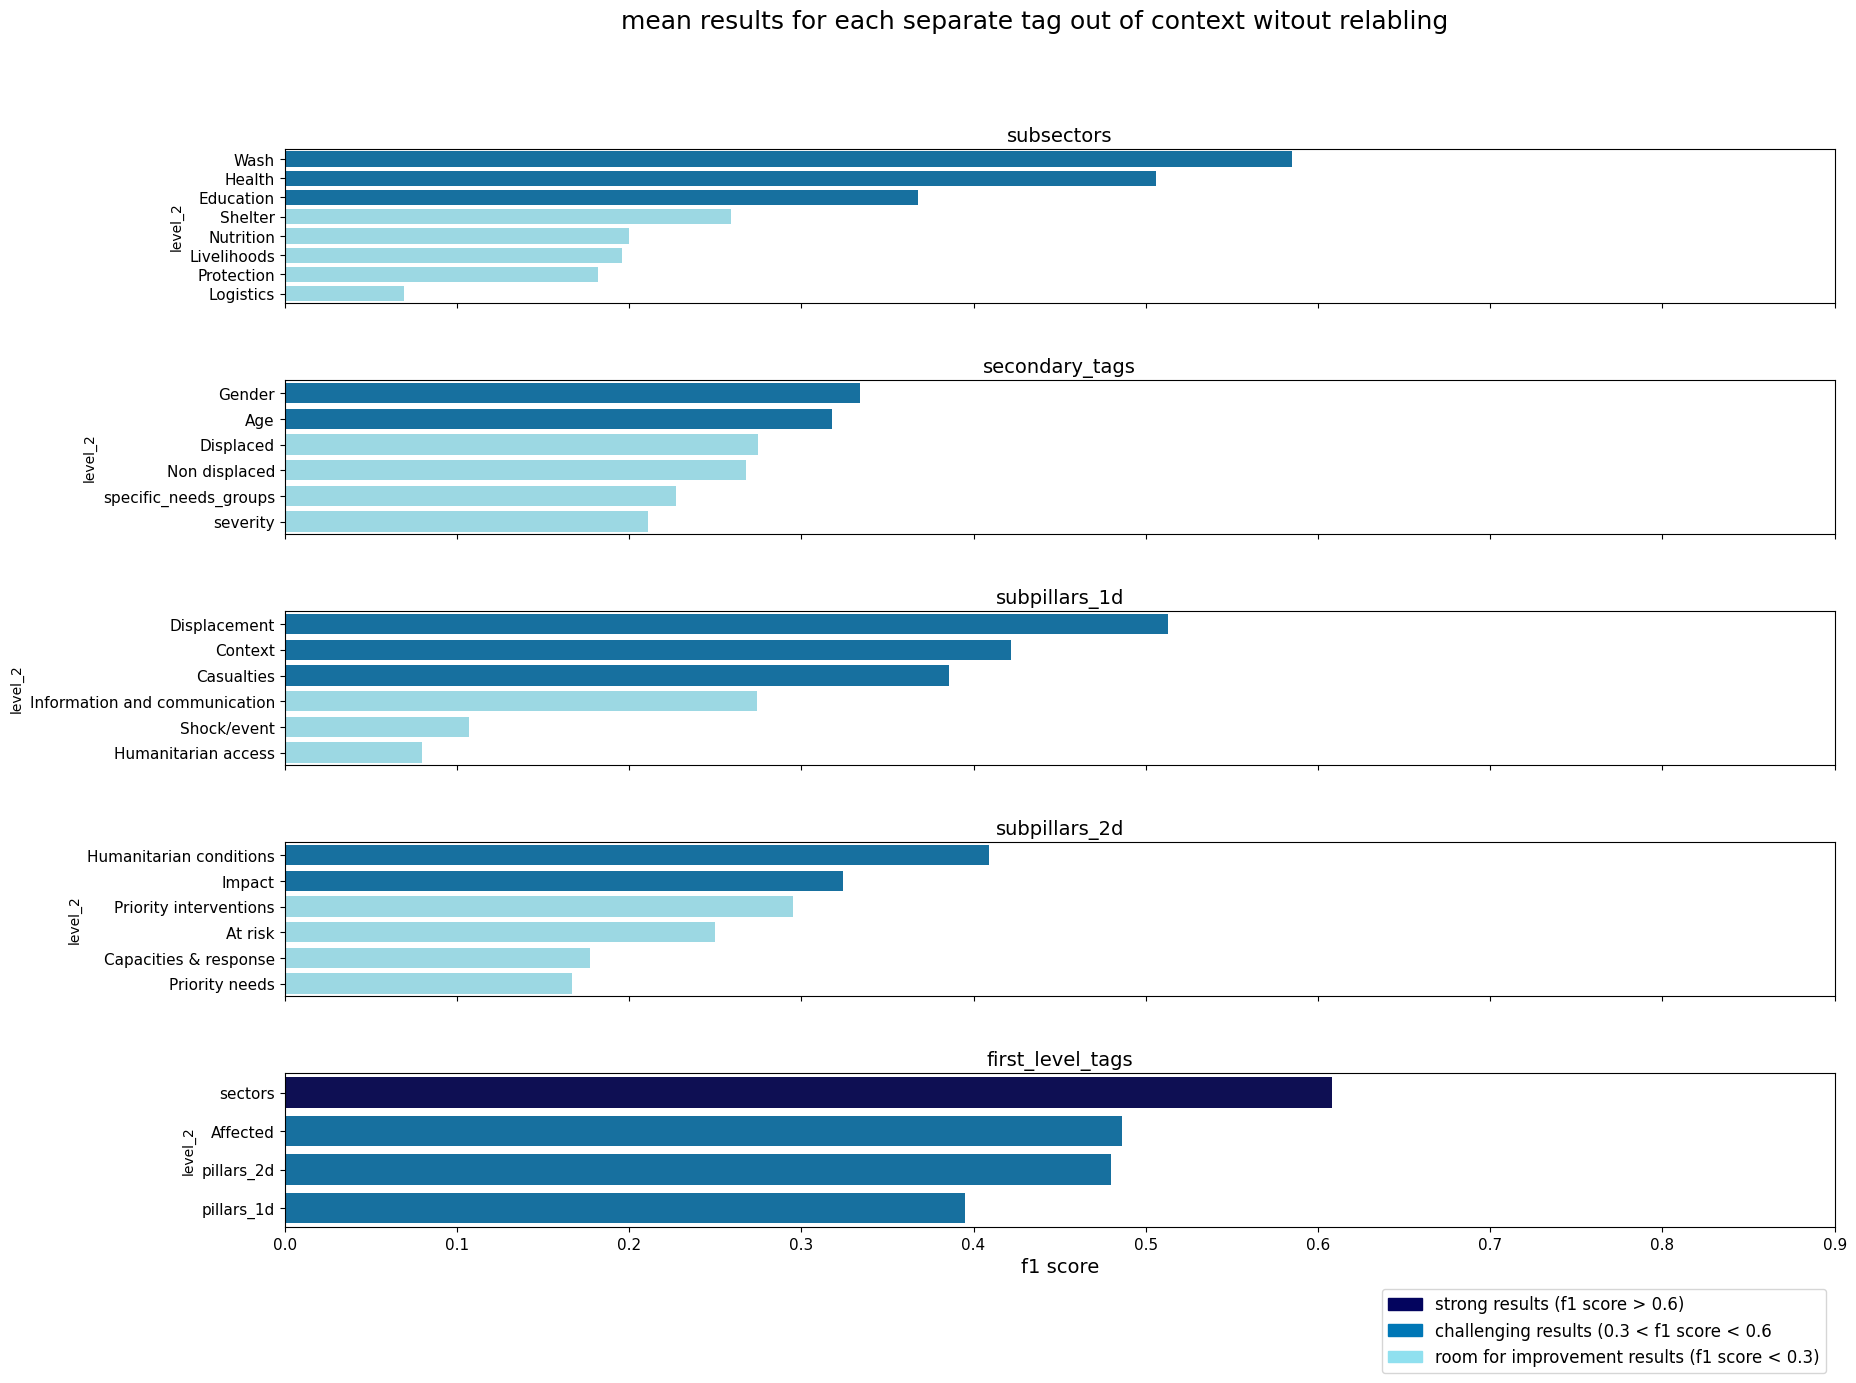 mean results for each separate tag out of context witout relabling
subsectors
level_2
Wash
Health
Education
Shelter
Nutrition
Livelihoods
Protection
Logistics
secondary_tags
level_2
Gender
Age
Displaced
Non displaced
specific_needs_groups
severity
subpillars_1d
level_2
Displacement
Context
Casualties
Information and communication
Shock/event
Humanitarian access
subpillars_2d
level_2
Humanitarian conditions
Impact
Priority interventions
At risk
Capacities & response
Priority needs
first_level_tags
level_2
sectors
Affected
pillars_2d
pillars_1d
0.0 0.1 0.2 0.3 0.4 0.5 0.6 0.7 0.8 0.9
f1 score
strong results (f1 score > 0.6)
challenging results (0.3 < f1 score < 0.6
room for improvement results (f1 score < 0.3)